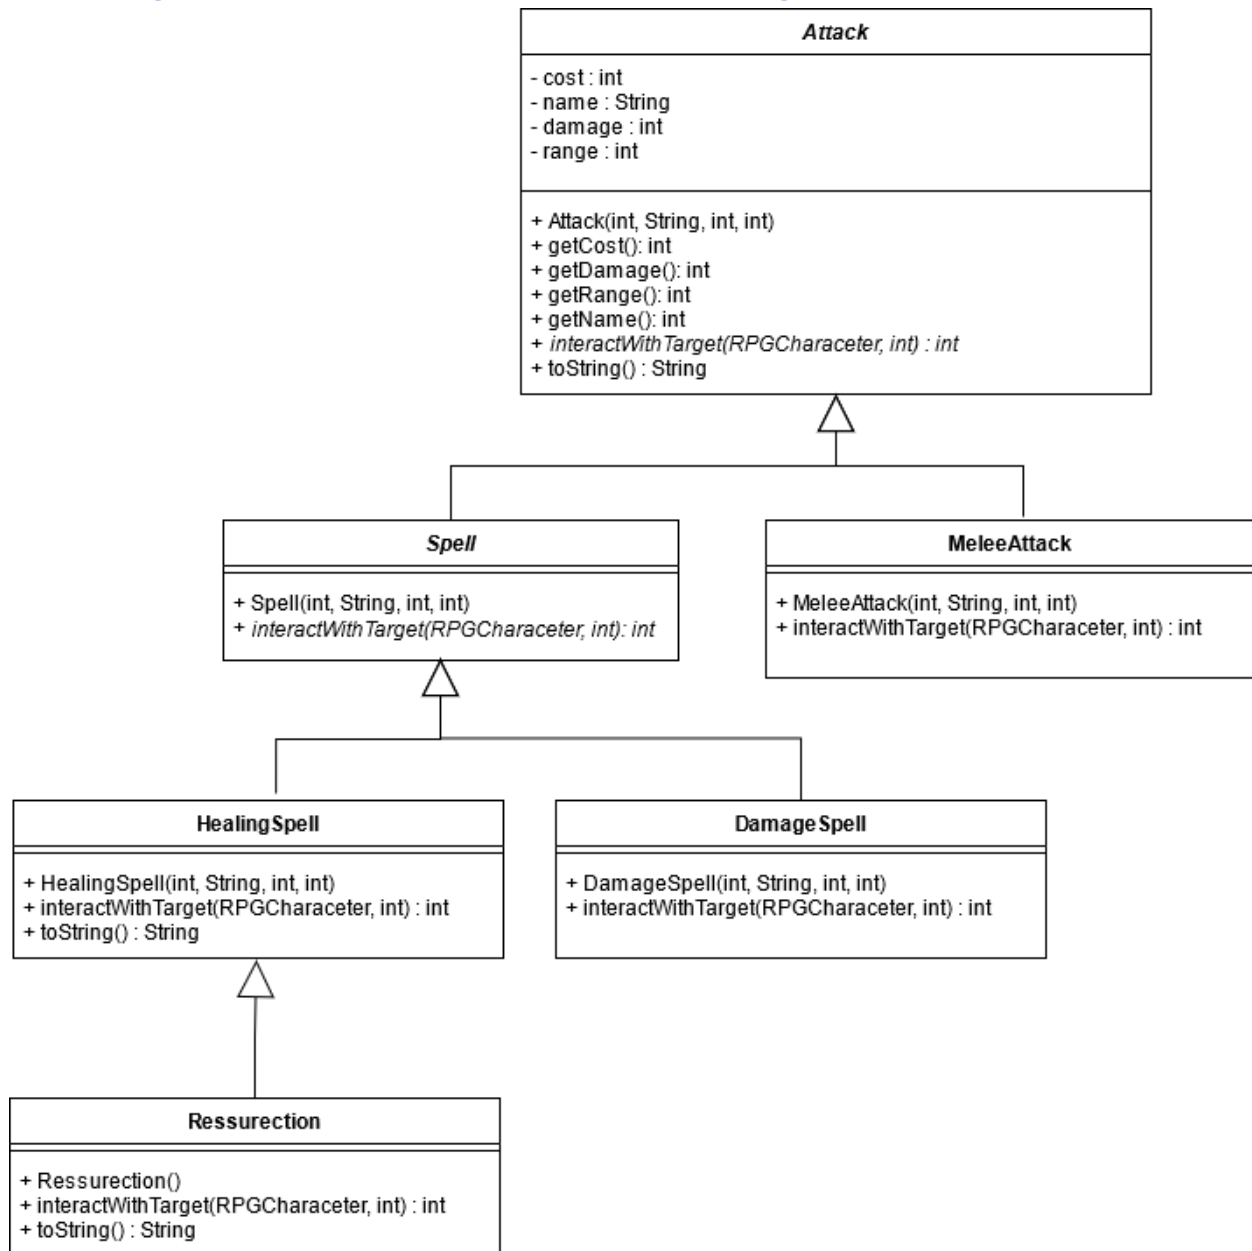 Attack
- cost : int
- name : String
- damage : int
- range : int
+ Attack(int, String, int, int)
+ getCost(): int
+ getDamage(): int
+ getRange(): int
+ getName(): int
+ interactWithTarget(RPGCharaceter, int) : int
+ toString() : String
Spell
+ Spell(int, String, int, int)
+ interactWithTarget(RPGCharaceter, int): int
MeleeAttack
+ MeleeAttack(int, String, int, int)
+ interactWithTarget(RPGCharaceter, int) : int
HealingSpell
+ HealingSpell(int, String, int, int)
+ interactWithTarget(RPGCharaceter, int) : int
+ toString() : String
DamageSpell
+ DamageSpell(int, String, int, int)
+ interactWithTarget(RPGCharaceter, int) : int
Ressurection
+ Ressurection()
+ interactWithTarget(RPGCharaceter, int) : int
+ toString() : String